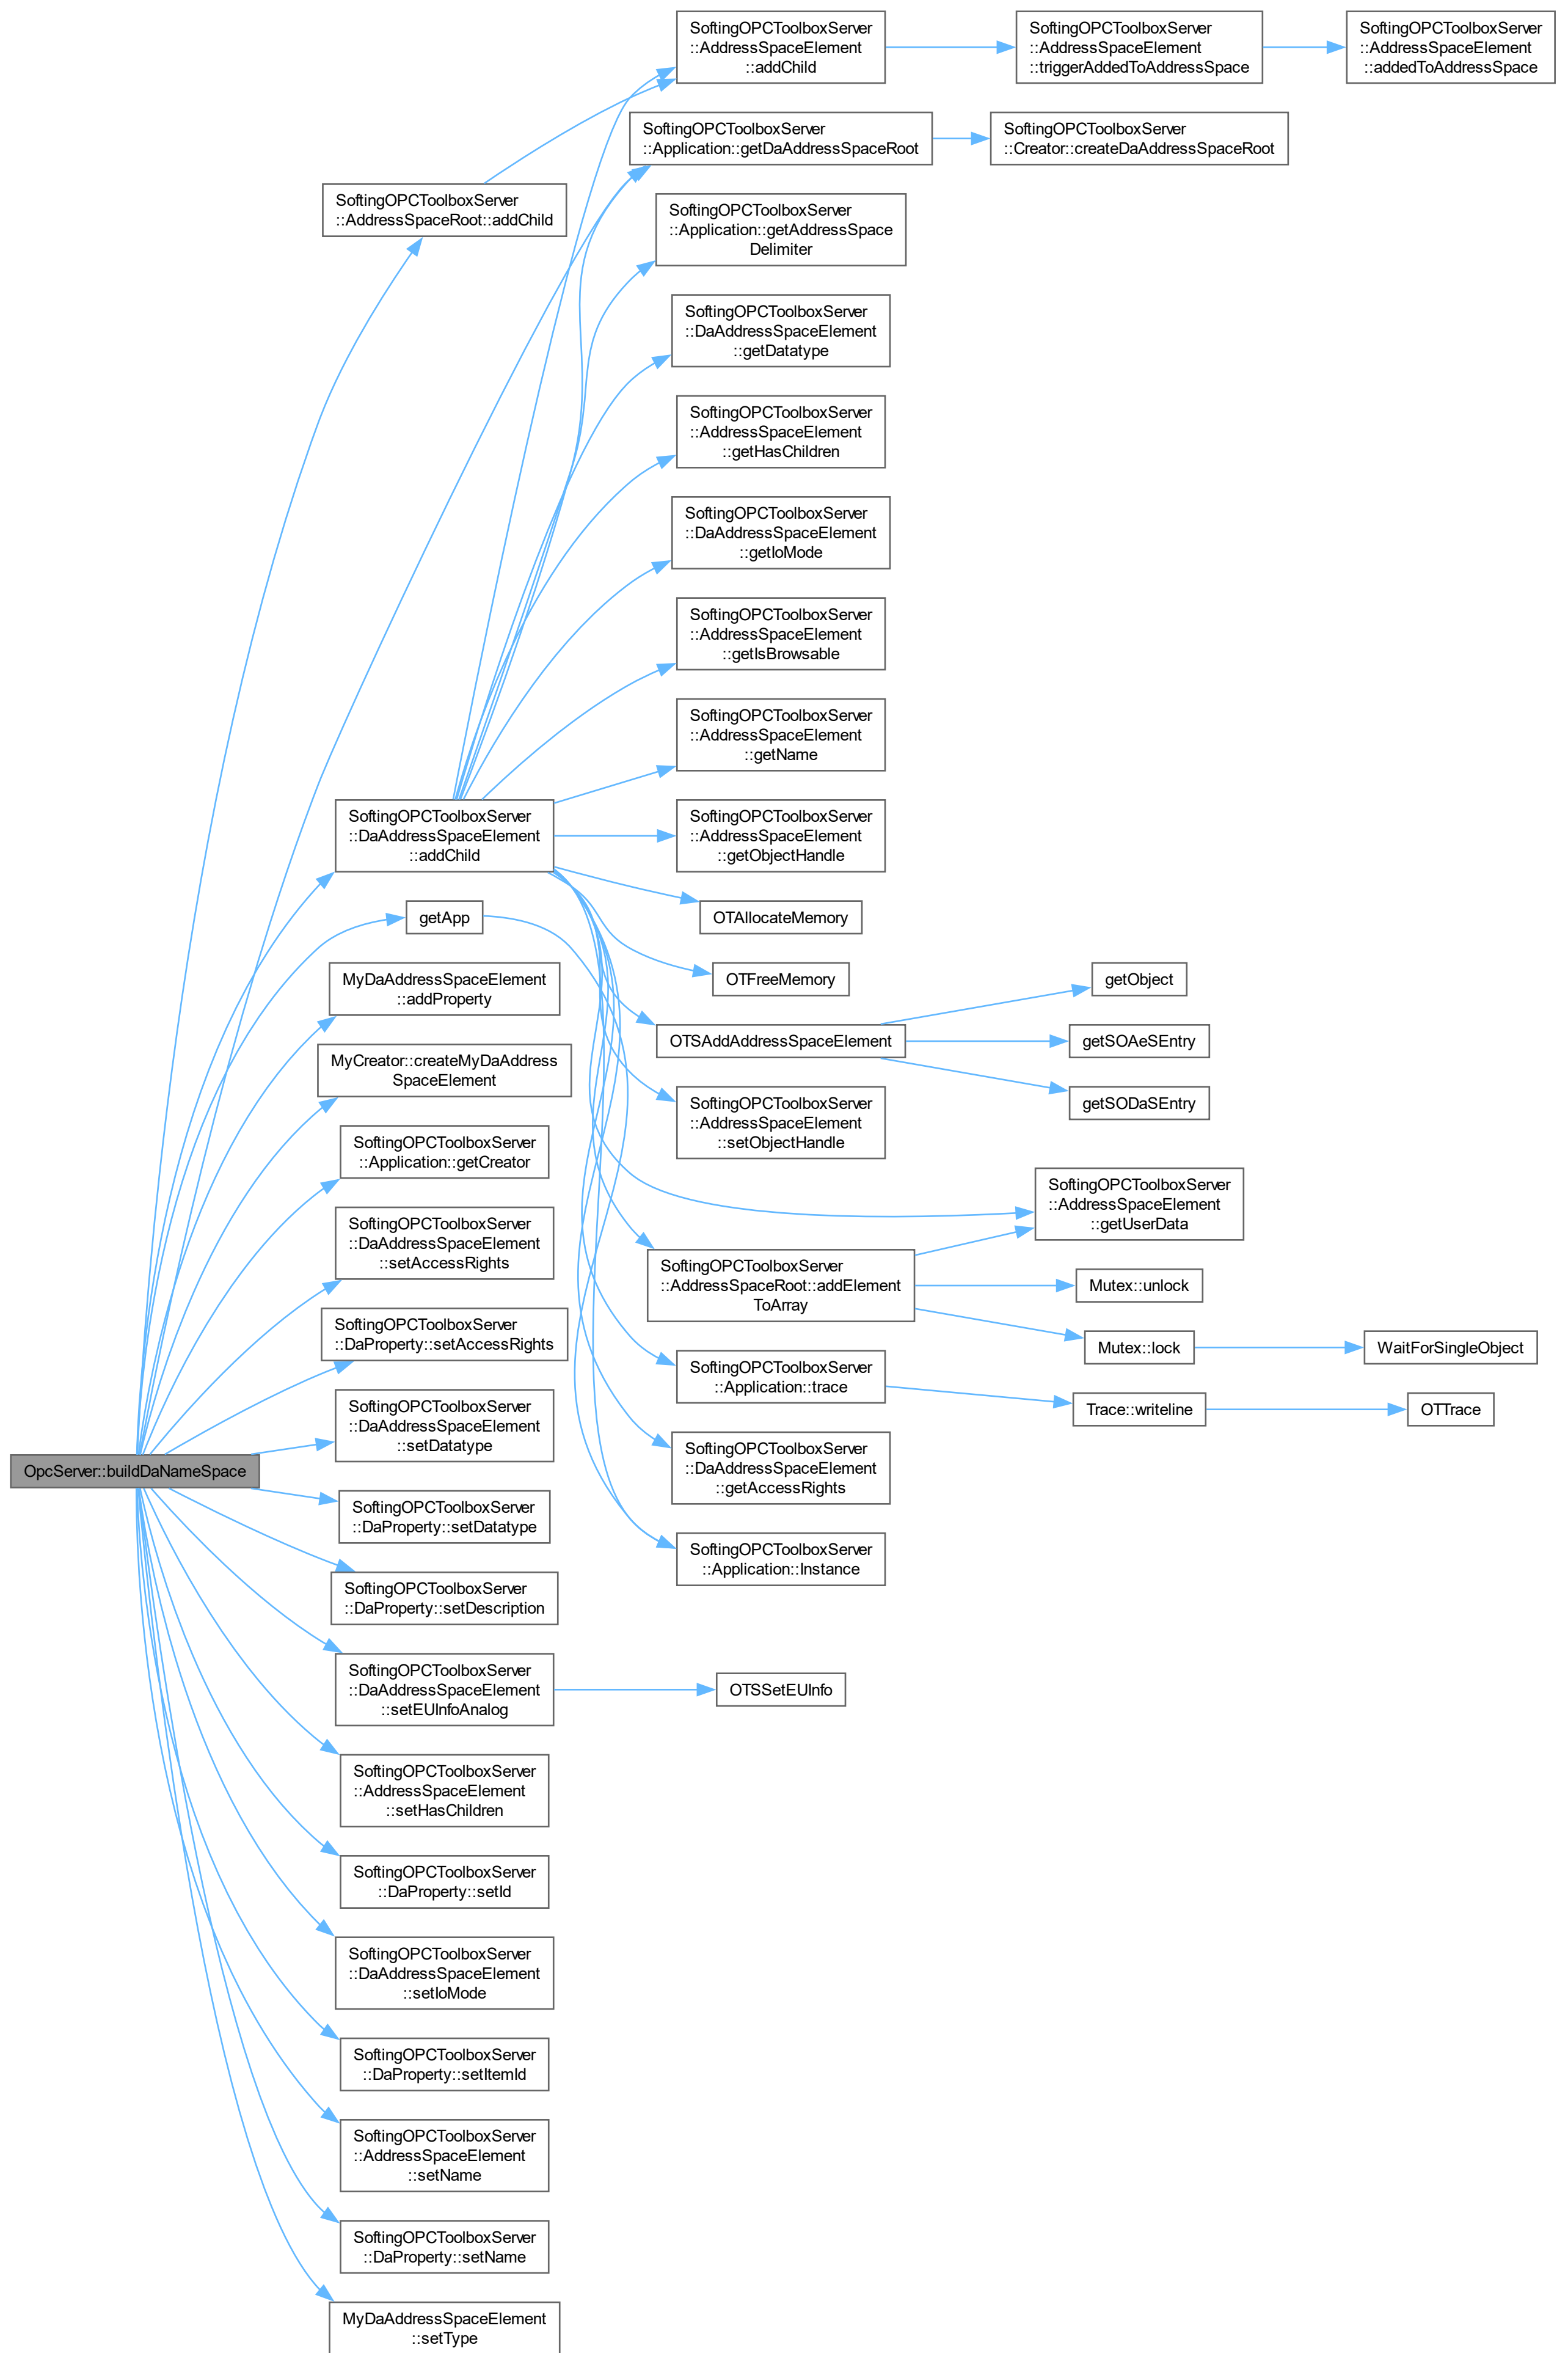 SoftingOPCToolboxServer
::AddressSpaceElement
::addChild
SoftingOPCToolboxServer
::AddressSpaceElement
::triggerAddedToAddressSpace
SoftingOPCToolboxServer
::AddressSpaceElement
::addedToAddressSpace
SoftingOPCToolboxServer
::Application::getDaAddressSpaceRoot
SoftingOPCToolboxServer
::Creator::createDaAddressSpaceRoot
SoftingOPCToolboxServer
::AddressSpaceRoot::addChild
SoftingOPCToolboxServer
::Application::getAddressSpace
Delimiter
SoftingOPCToolboxServer
::DaAddressSpaceElement
::getDatatype
SoftingOPCToolboxServer
::AddressSpaceElement
::getHasChildren
SoftingOPCToolboxServer
::DaAddressSpaceElement
::getIoMode
SoftingOPCToolboxServer
::AddressSpaceElement
::getIsBrowsable
SoftingOPCToolboxServer
::AddressSpaceElement
::getName
SoftingOPCToolboxServer
::DaAddressSpaceElement
::addChild
SoftingOPCToolboxServer
::AddressSpaceElement
::getObjectHandle
getApp
OTAllocateMemory
MyDaAddressSpaceElement
::addProperty
OTFreeMemory
getObject
MyCreator::createMyDaAddress
SpaceElement
OTSAddAddressSpaceElement
getSOAeSEntry
getSODaSEntry
SoftingOPCToolboxServer
::Application::getCreator
SoftingOPCToolboxServer
::AddressSpaceElement
::setObjectHandle
SoftingOPCToolboxServer
::AddressSpaceElement
::getUserData
SoftingOPCToolboxServer
::DaAddressSpaceElement
::setAccessRights
SoftingOPCToolboxServer
::AddressSpaceRoot::addElement
ToArray
Mutex::unlock
SoftingOPCToolboxServer
::DaProperty::setAccessRights
Mutex::lock
WaitForSingleObject
SoftingOPCToolboxServer
::Application::trace
Trace::writeline
OTTrace
SoftingOPCToolboxServer
::DaAddressSpaceElement
::setDatatype
OpcServer::buildDaNameSpace
SoftingOPCToolboxServer
::DaAddressSpaceElement
::getAccessRights
SoftingOPCToolboxServer
::DaProperty::setDatatype
SoftingOPCToolboxServer
::Application::Instance
SoftingOPCToolboxServer
::DaProperty::setDescription
SoftingOPCToolboxServer
::DaAddressSpaceElement
::setEUInfoAnalog
OTSSetEUInfo
SoftingOPCToolboxServer
::AddressSpaceElement
::setHasChildren
SoftingOPCToolboxServer
::DaProperty::setId
SoftingOPCToolboxServer
::DaAddressSpaceElement
::setIoMode
SoftingOPCToolboxServer
::DaProperty::setItemId
SoftingOPCToolboxServer
::AddressSpaceElement
::setName
SoftingOPCToolboxServer
::DaProperty::setName
MyDaAddressSpaceElement
::setType